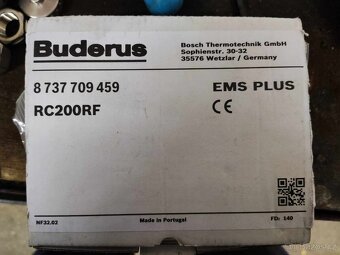 Buderus
Bosch Thermotechnik GmbH
Sophienstr. 30-32
35576 Wetzlar / Germany
8 737 709 459
EMS PLUS
RC200RF
CE
NF32.02
Made in Portugal
FD: 140